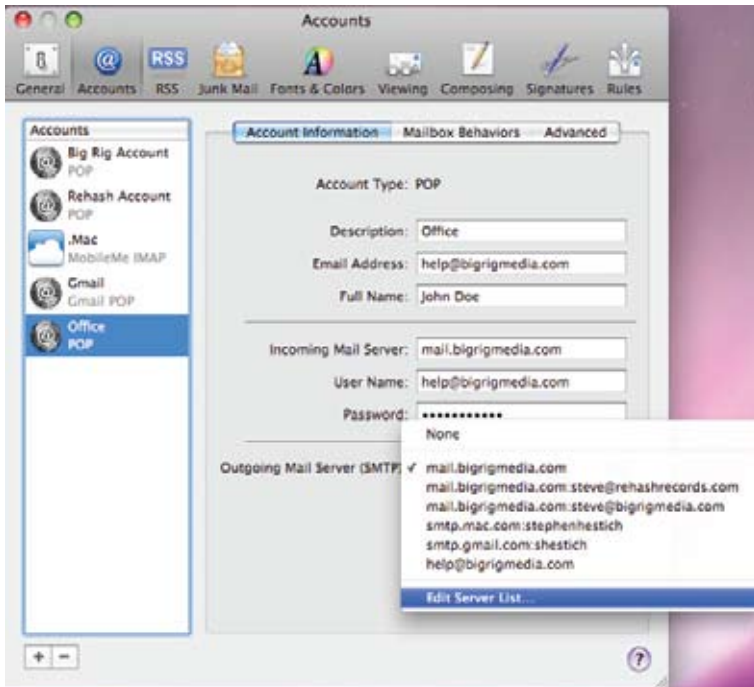 Accounts
General Accounts RSS Junk Mail Fonts & Colors Viewing Composing Signatures Rules
RSS
Accounts
Big Rig Account
POP
Rehash Account
POP
.Mac
MobileMe IMAP
Gmail
Gmail POP
Office
POP
Account Information Mailbox Behaviors Advanced
Account Type: POP
Description: Office
Email Address: help@bigrigmedia.com
Full Name: John Doe
Incoming Mail Server: mail.bigrigmedia.com
User Name: help@bigrigmedia.com
Password: •••••••••••
Outgoing Mail Server (SMTP)
None
✓ mail.bigrigmedia.com
mail.bigrigmedia.com:steve@rehashrecords.com
mail.bigrigmedia.com:steve@bigrigmedia.com
smtp.mac.com:stephenhestich
smtp.gmail.com:shestich
help@bigrigmedia.com
Edit Server List...
+ −
?